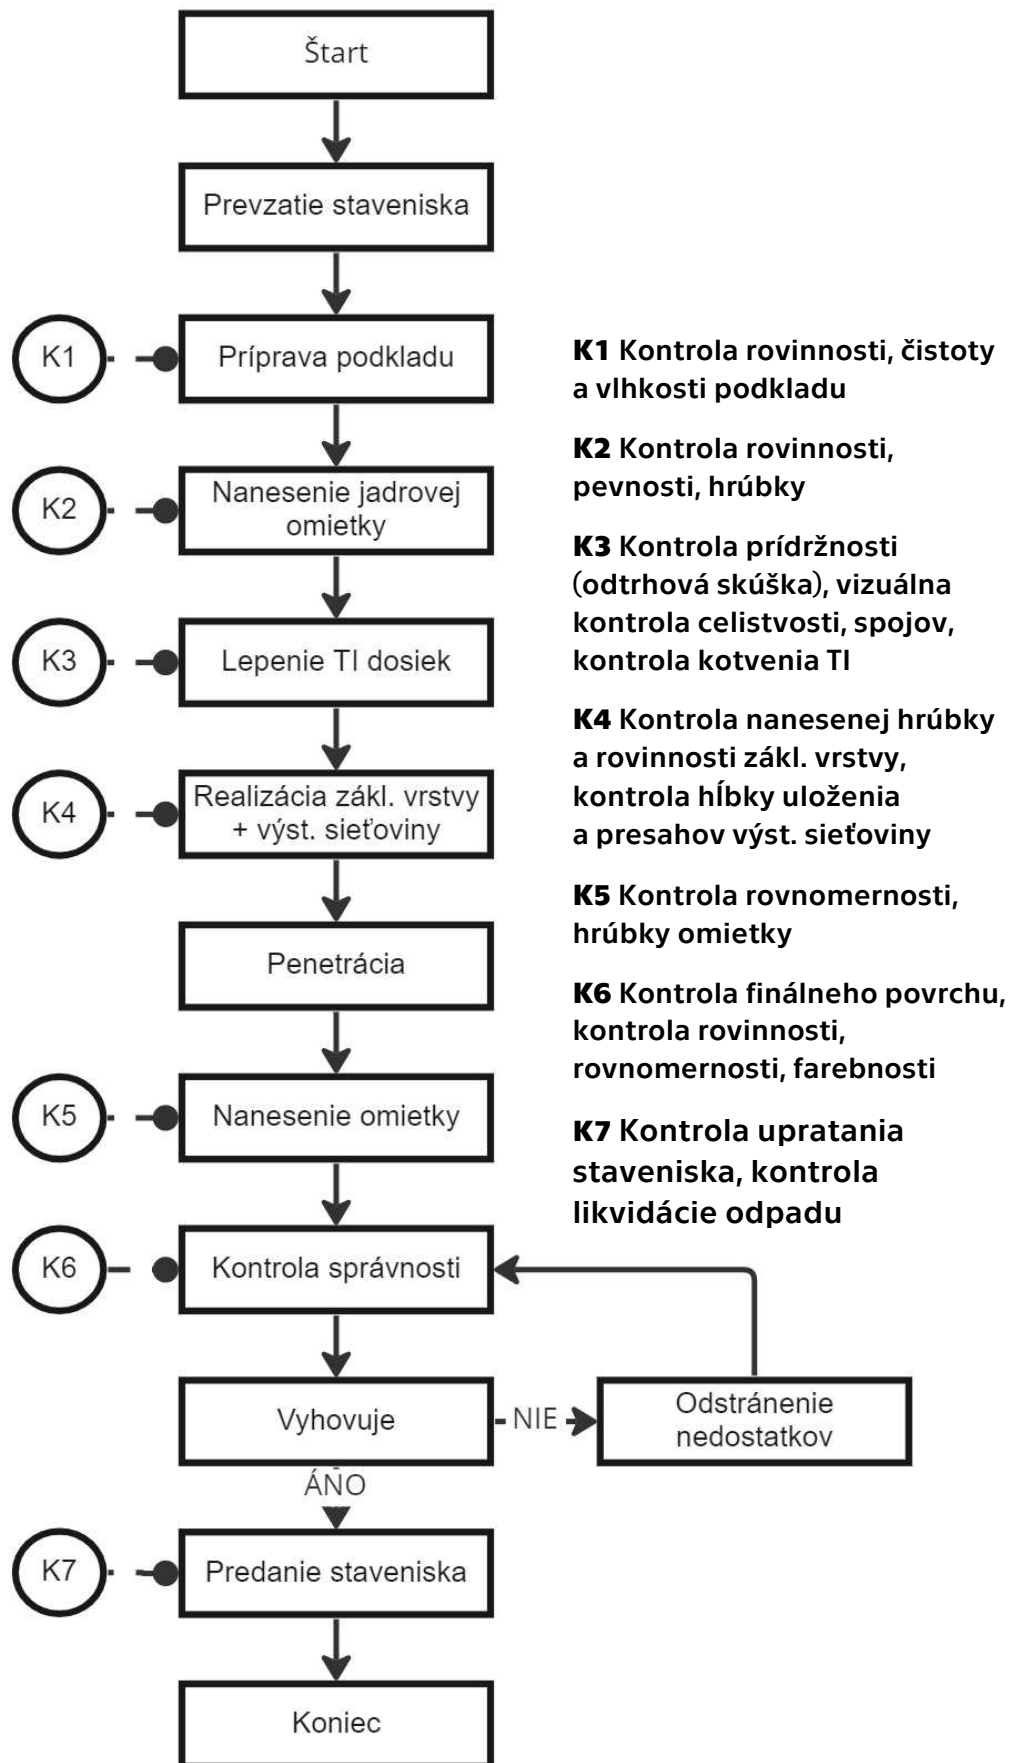 Štart
Prevzatie staveniska
K1
Príprava podkladu
K2
Nanesenie jadrovej
omietky
K3
Lepenie TI dosiek
K4
Realizácia zákl. vrstvy
+ výst. sieťoviny
Penetrácia
K5
Nanesenie omietky
K6
Kontrola správnosti
Vyhovuje
NIE
Odstránenie
nedostatkov
ÁNO
K7
Predanie staveniska
Koniec
K1 Kontrola rovinnosti, čistoty
a vlhkosti podkladu
K2 Kontrola rovinnosti,
pevnosti, hrúbky
K3 Kontrola prídržnosti
(odtrhová skúška), vizuálna
kontrola celistvosti, spojov,
kontrola kotvenia TI
K4 Kontrola nanesenej hrúbky
a rovinnosti zákl. vrstvy,
kontrola hĺbky uloženia
a presahov výst. sieťoviny
K5 Kontrola rovnomernosti,
hrúbky omietky
K6 Kontrola finálneho povrchu,
kontrola rovinnosti,
rovnomernosti, farebnosti
K7 Kontrola upratania
staveniska, kontrola
likvidácie odpadu